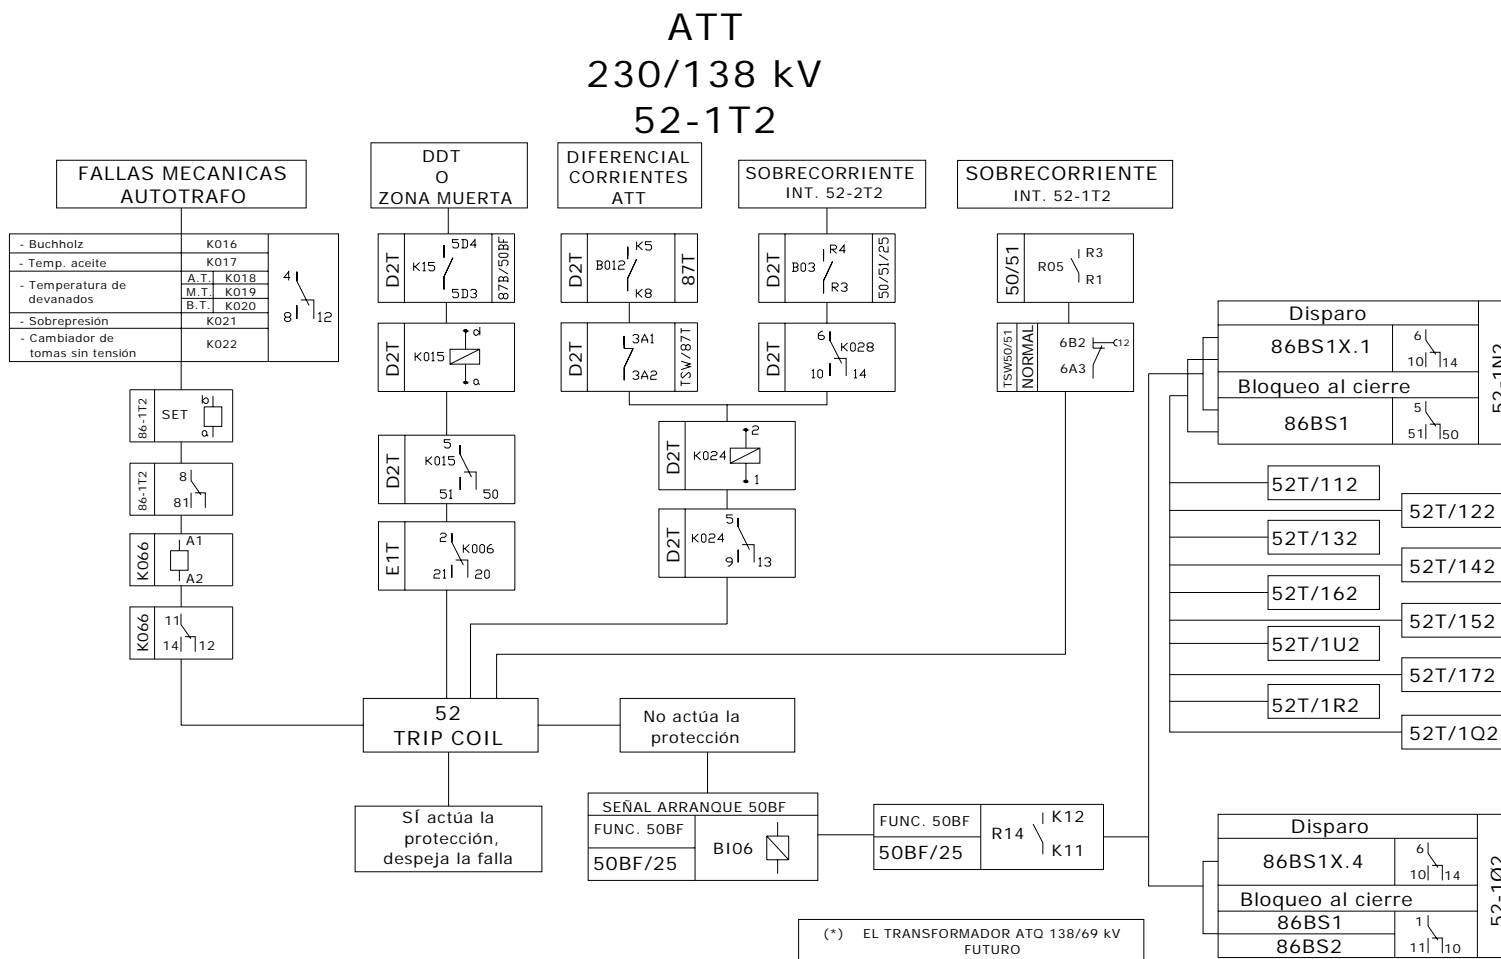 ATT
230/138 kV
52-1T2
FALLAS MECANICAS
AUTOTRAFO
- Buchholz K016
- Temp. aceite K017
- Temperatura de
devanados
A.T. K018
M.T. K019
B.T. K020
- Sobrepresión K021
- Cambiador de
tomas sin tensión
K022
4
8 12
86-1T2 SET b
a
86-1T2 8
81
K066 A1
A2
K066 11
14 12
DDT
O
ZONA MUERTA
D2T K15 5D4
5D3
87B/50BF
D2T K015 d
a
D2T K015 5
51 50
E1T 2 K006
21 20
DIFERENCIAL
CORRIENTES
ATT
D2T B012 K5
K8
87T
D2T 3A1
3A2
TSW/87T
SOBRECORRIENTE
INT. 52-2T2
D2T B03 R4
R3
50/51/25
D2T 6 K028
10 14
D2T K024 2
1
D2T K024 5
9 13
SOBRECORRIENTE
INT. 52-1T2
50/51 R05 R3
R1
TSW50/51
NORMAL
6B2 C12
6A3
52
TRIP COIL
No actúa la
protección
SÍ actúa la
protección,
despeja la falla
SEÑAL ARRANQUE 50BF
FUNC. 50BF
50BF/25
BI06
FUNC. 50BF
50BF/25
R14 K12
K11
Disparo
86BS1X.1 6
10 14
Bloqueo al cierre
86BS1 5
51 50
52-1N2
52T/112
52T/122
52T/132
52T/142
52T/162
52T/152
52T/1U2
52T/172
52T/1R2
52T/1Q2
Disparo
86BS1X.4 6
10 14
Bloqueo al cierre
86BS1
86BS2
1
11 10
52-1Ø2
(*) EL TRANSFORMADOR ATQ 138/69 kV
FUTURO